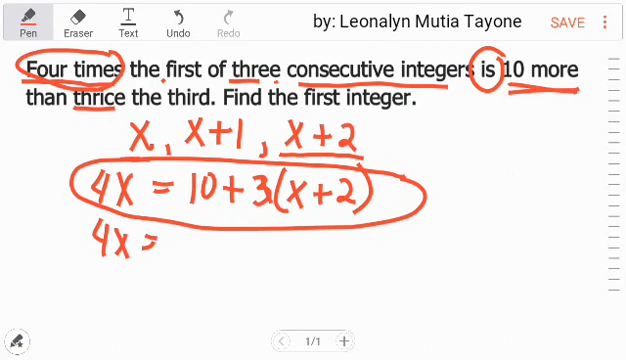 by: Leonalyn Mutia Tayone
Pen Eraser Text Undo Redo SAVE
Four times the first of three consecutive integers is 10 more
than thrice the third. Find the first integer.
x, x+1, x+2
4x = 10 + 3(x+2)
4x =
1/1